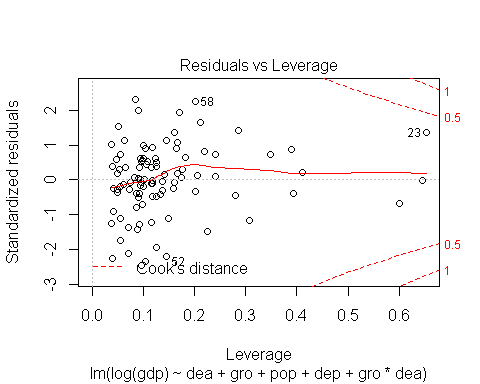 Residuals vs Leverage
Standardized residuals
2
1
0
-1
-2
-3
58
23
52
1
0.5
0.5
1
Cook's distance
0.0 0.1 0.2 0.3 0.4 0.5 0.6
Leverage
lm(log(gdp) ~ dea + gro + pop + dep + gro * dea)